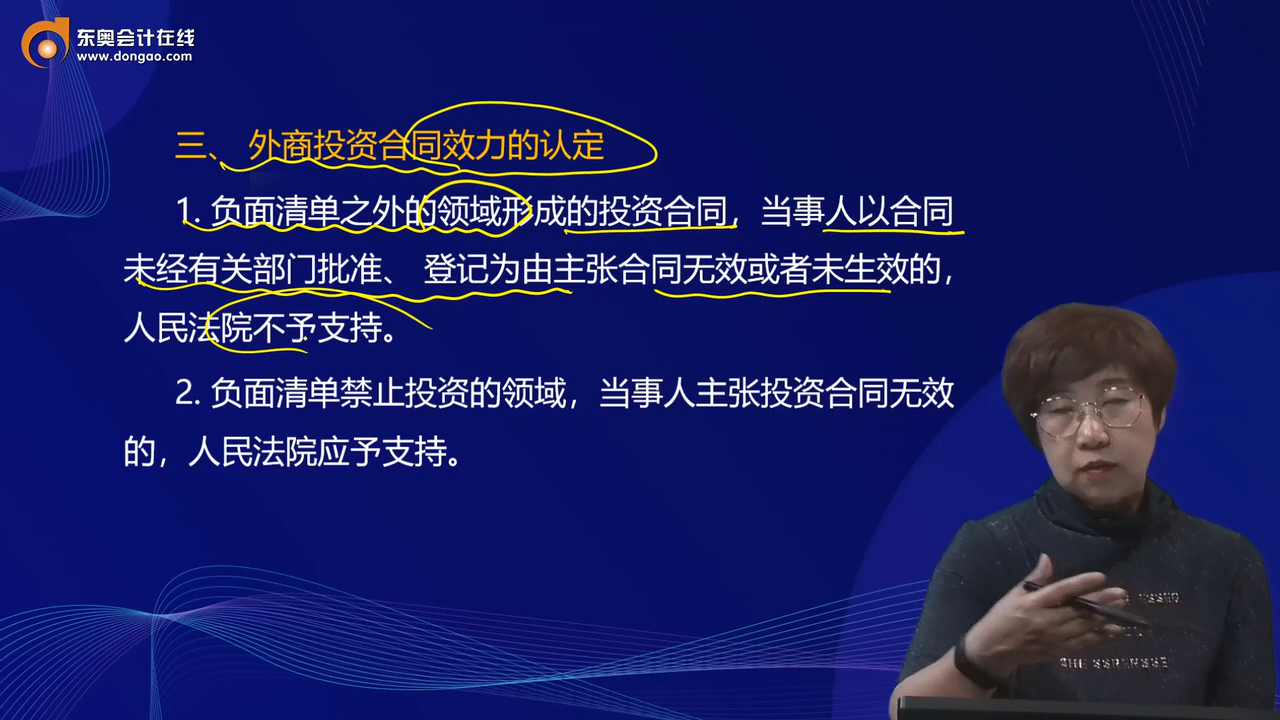 东奥会计在线
www.dongao.com
三、 外商投资合同效力的认定
1. 负面清单之外的领域形成的投资合同，当事人以合同
未经有关部门批准、 登记为由主张合同无效或者未生效的，
人民法院不予支持。
2. 负面清单禁止投资的领域，当事人主张投资合同无效
的，人民法院应予支持。